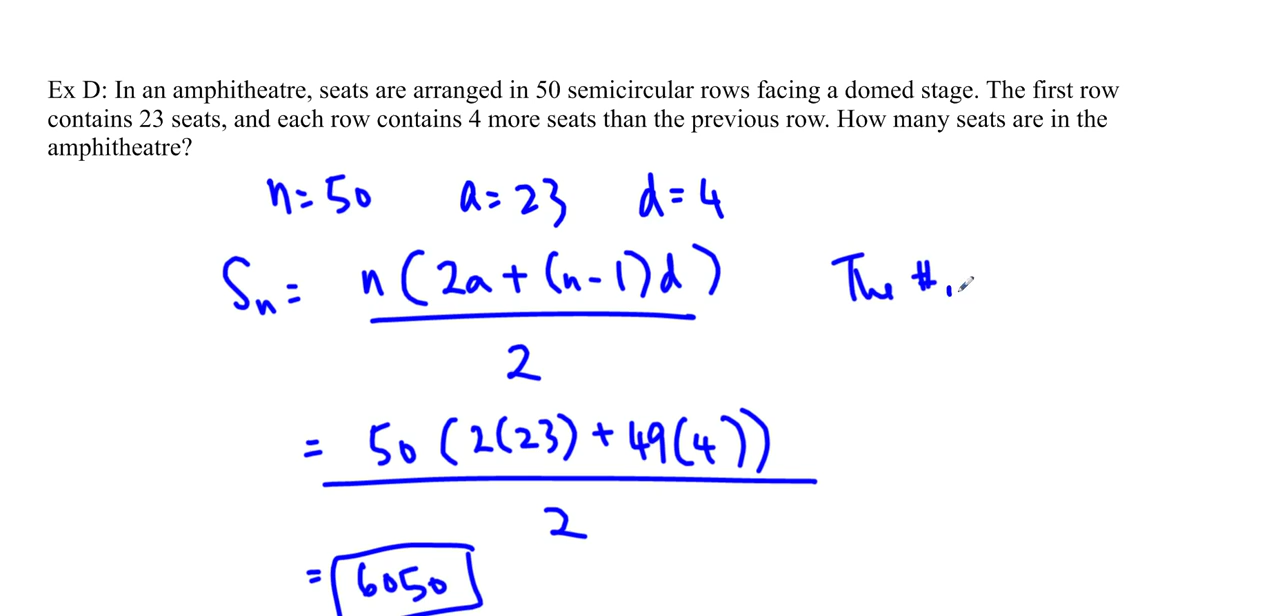 Ex D: In an amphitheatre, seats are arranged in 50 semicircular rows facing a domed stage. The first row
contains 23 seats, and each row contains 4 more seats than the previous row. How many seats are in the
amphitheatre?
n = 50 a = 23 d = 4
Sn = n(2a + (n-1)d) The #
2
= 50(2(23) + 49(4))
2
= 6050